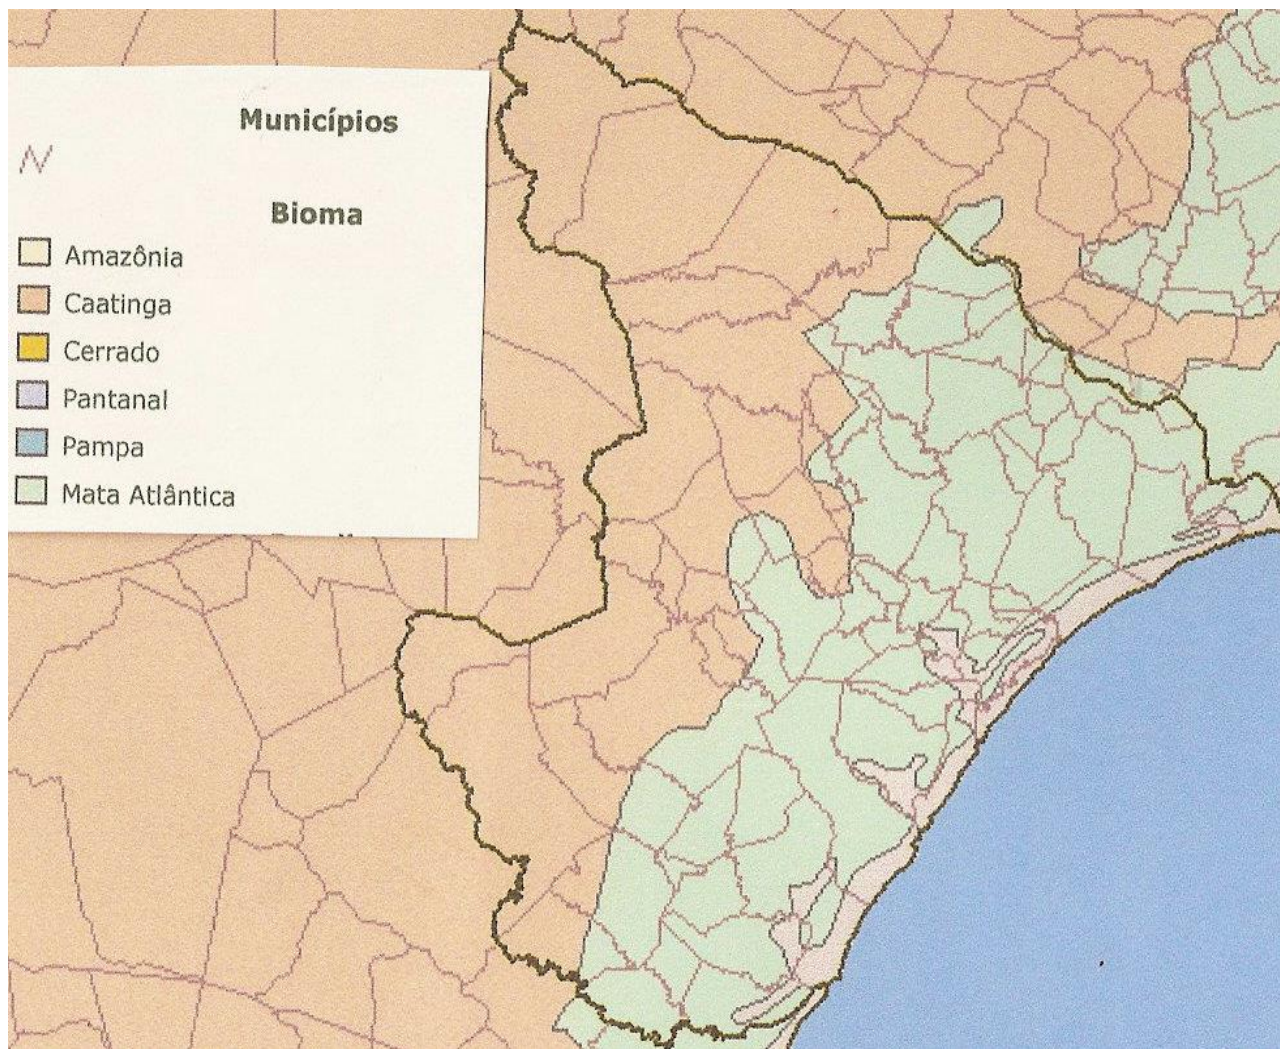 Municípios
Bioma
Amazônia
Caatinga
Cerrado
Pantanal
Pampa
Mata Atlântica